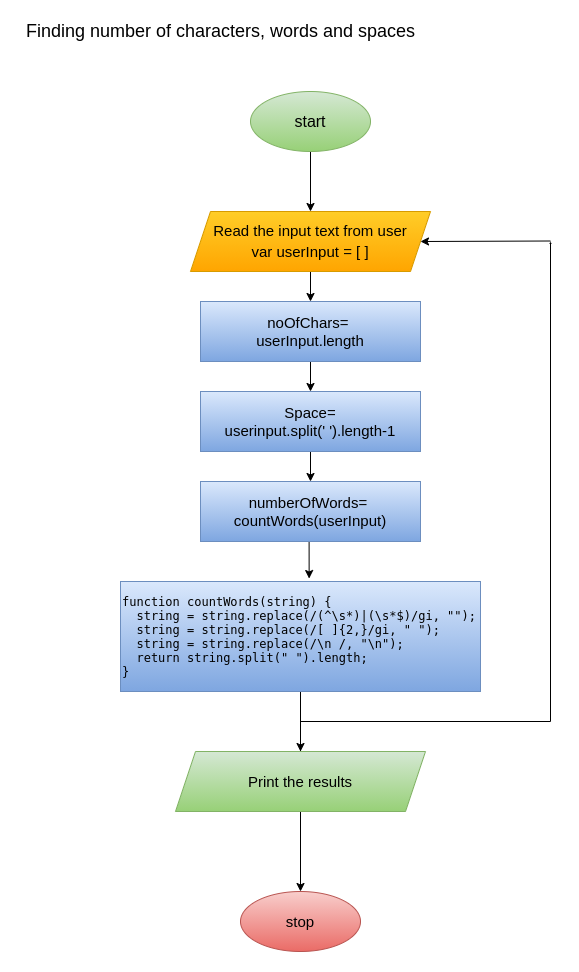 Finding number of characters, words and spaces
start
Read the input text from user
var userInput = [ ]
noOfChars=
userInput.length
Space=
userinput.split(' ').length-1
numberOfWords=
countWords(userInput)
function countWords(string) {
  string = string.replace(/(^\s*)|(\s*$)/gi, "");
  string = string.replace(/[ ]{2,}/gi, " ");
  string = string.replace(/\n /, "\n");
  return string.split(" ").length;
}
Print the results
stop